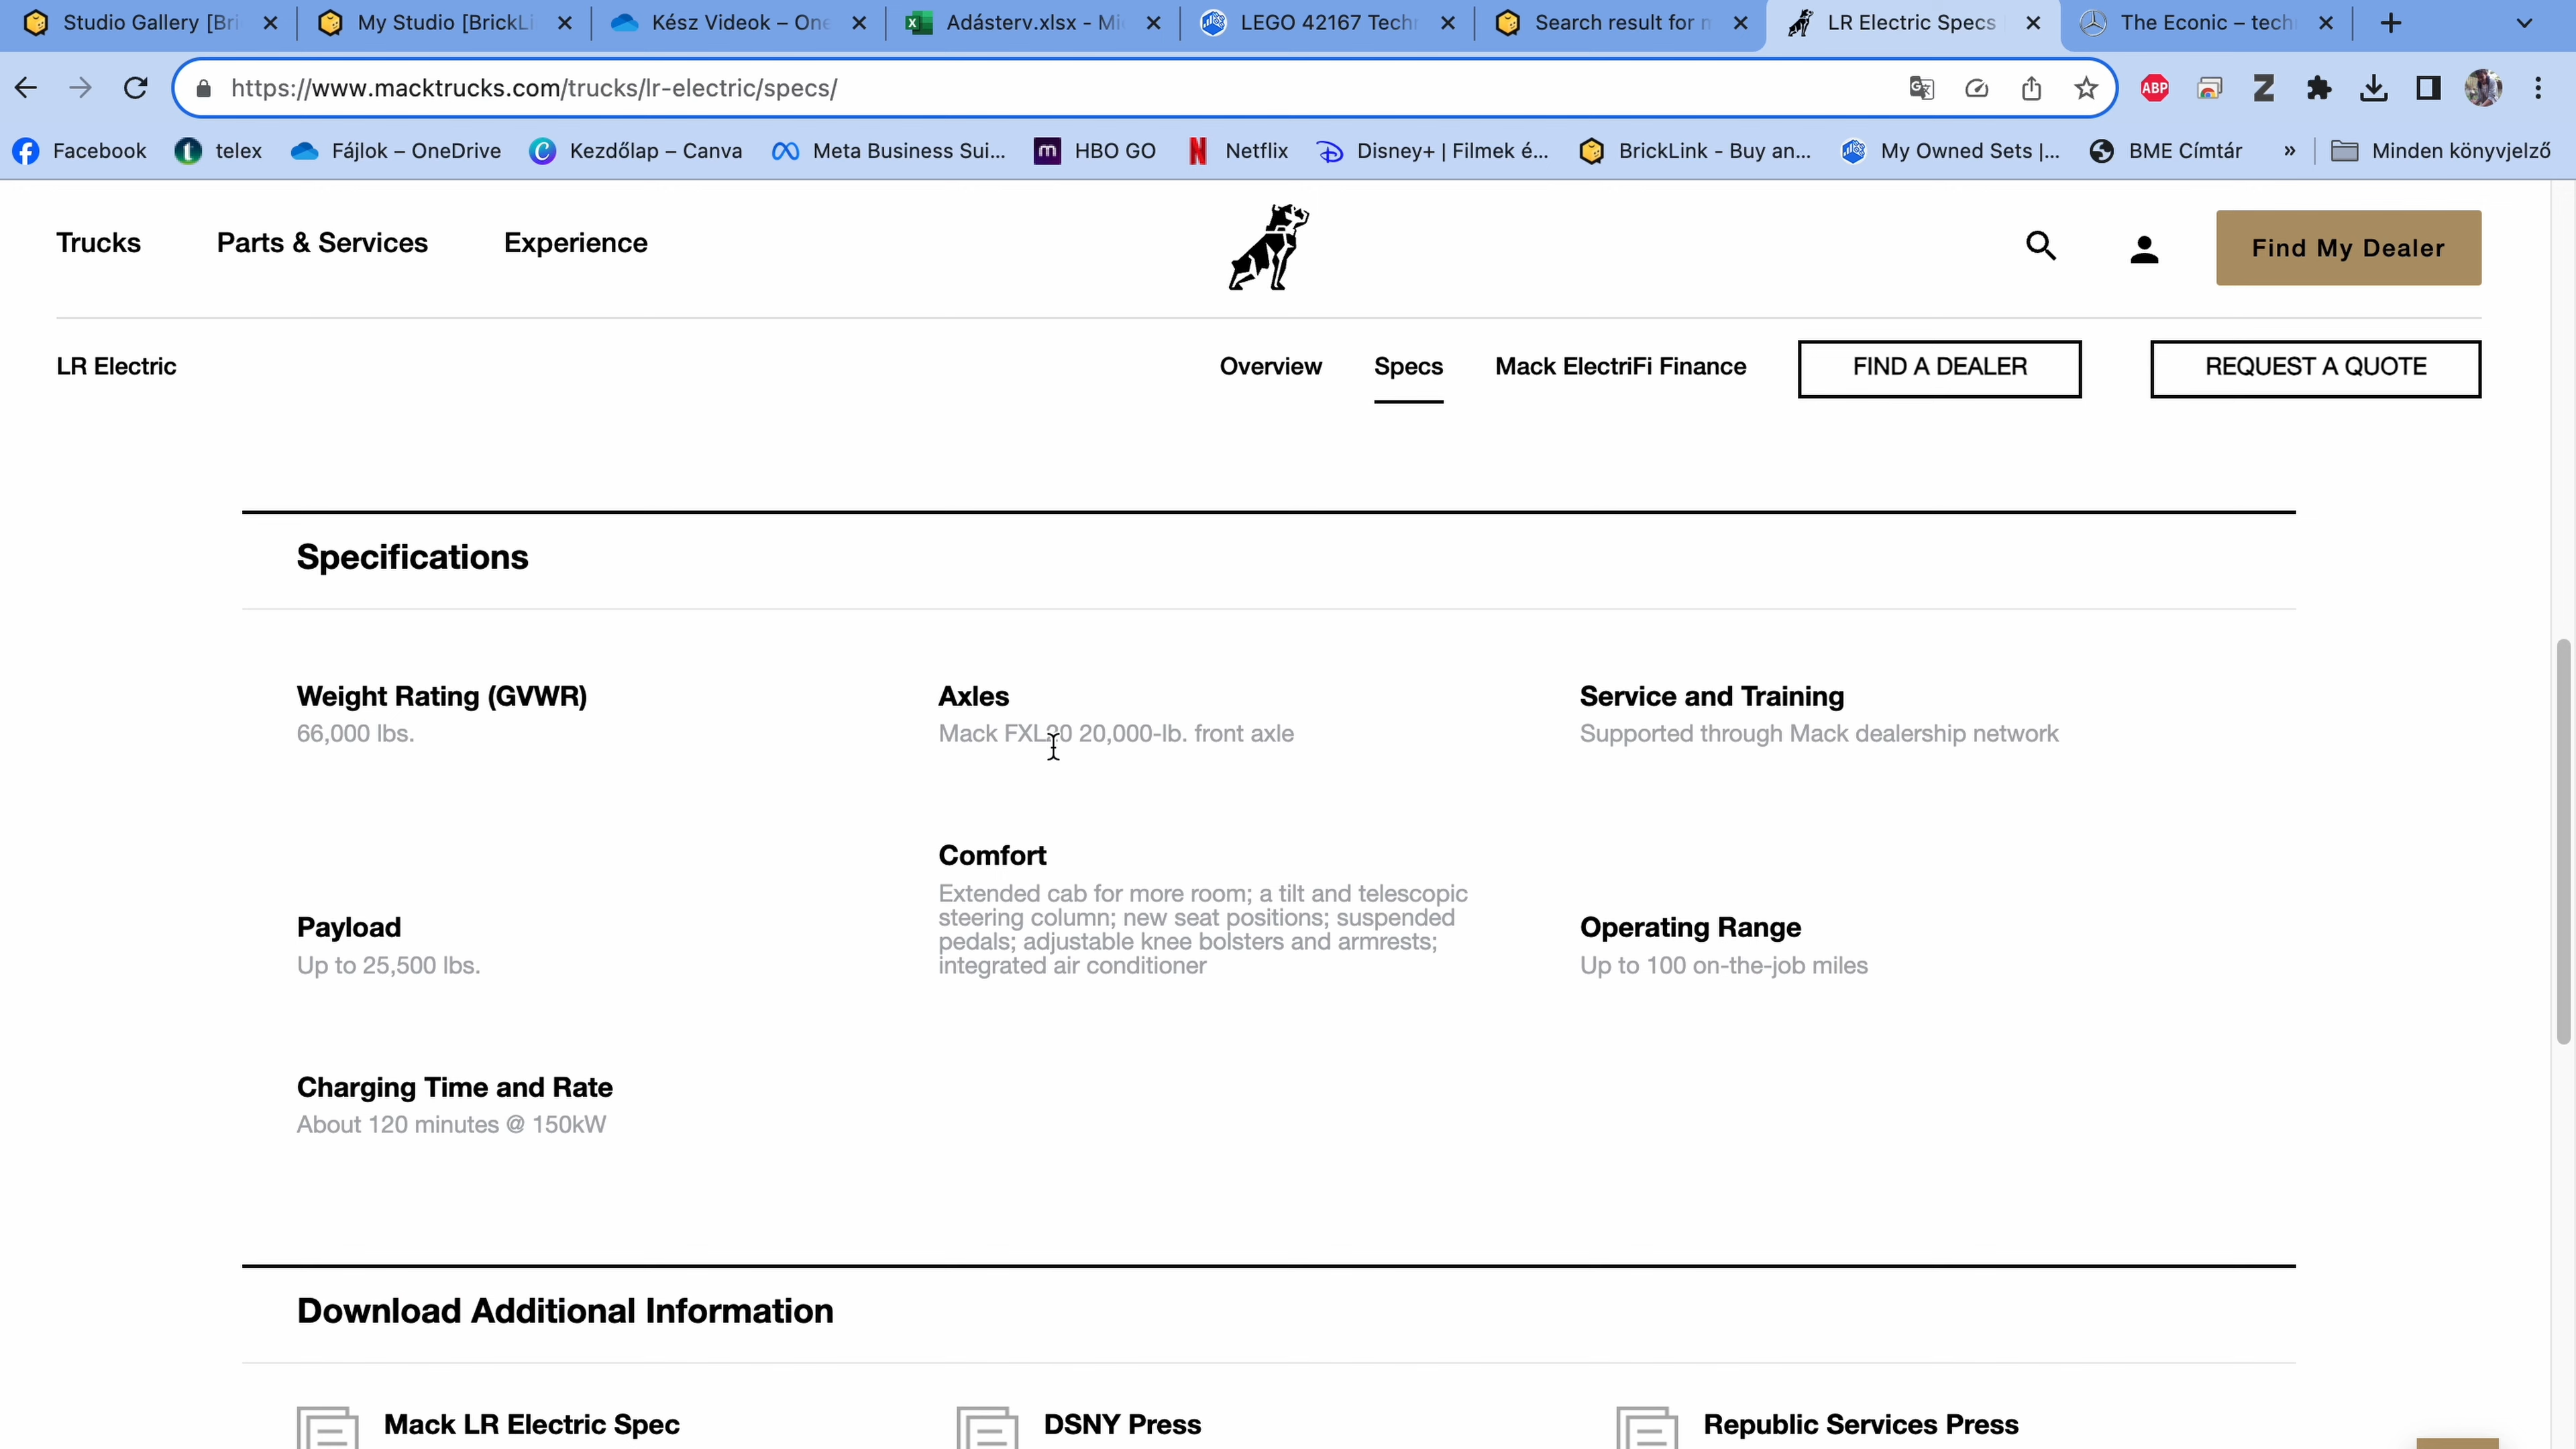 Studio Gallery [Bri
My Studio [BrickLi
Kész Videok – One
Adásterv.xlsx - Mi
LEGO 42167 Techn
Search result for m
LR Electric Specs
The Econic – tech
https://www.macktrucks.com/trucks/lr-electric/specs/
ABP
Z
Facebook
telex
Fájlok – OneDrive
Kezdőlap – Canva
Meta Business Sui...
HBO GO
Netflix
Disney+ | Filmek é...
BrickLink - Buy an...
My Owned Sets |...
BME Címtár
»
Minden könyvjelző
Trucks
Parts & Services
Experience
Find My Dealer
LR Electric
Overview
Specs
Mack ElectriFi Finance
FIND A DEALER
REQUEST A QUOTE
Specifications
Weight Rating (GVWR)
66,000 lbs.
Axles
Mack FXL20 20,000-lb. front axle
Service and Training
Supported through Mack dealership network
Payload
Up to 25,500 lbs.
Comfort
Extended cab for more room; a tilt and telescopic
steering column; new seat positions; suspended
pedals; adjustable knee bolsters and armrests;
integrated air conditioner
Operating Range
Up to 100 on-the-job miles
Charging Time and Rate
About 120 minutes @ 150kW
Download Additional Information
Mack LR Electric Spec
DSNY Press
Republic Services Press